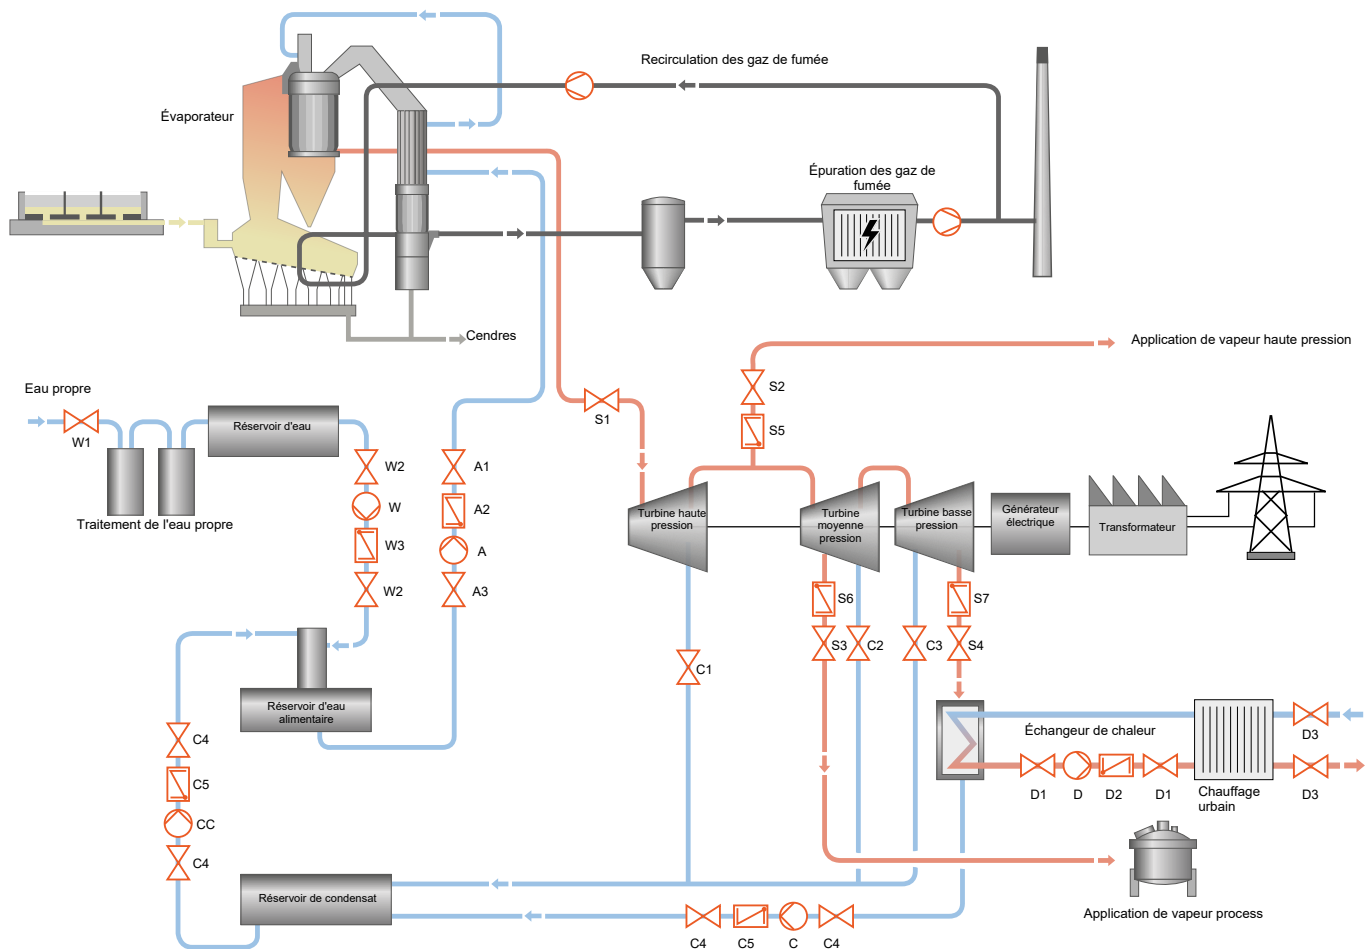 Recirculation des gaz de fumée
Évaporateur
Épuration des gaz de
fumée
Cendres
Application de vapeur haute pression
Eau propre
S2
S1
W1
Réservoir d'eau
S5
W2
A1
W
A2
Traitement de l'eau propre
Turbine haute
pression
Turbine
moyenne
pression
Turbine basse
pression
Générateur
électrique
Transformateur
W3
A
W2
A3
S6
S7
S3
C2
C3
S4
C1
Réservoir d'eau
alimentaire
C4
Échangeur de chaleur
D3
C5
D1
D
D2
D1
Chauffage
urbain
D3
CC
C4
Réservoir de condensat
Application de vapeur process
C4
C5
C
C4